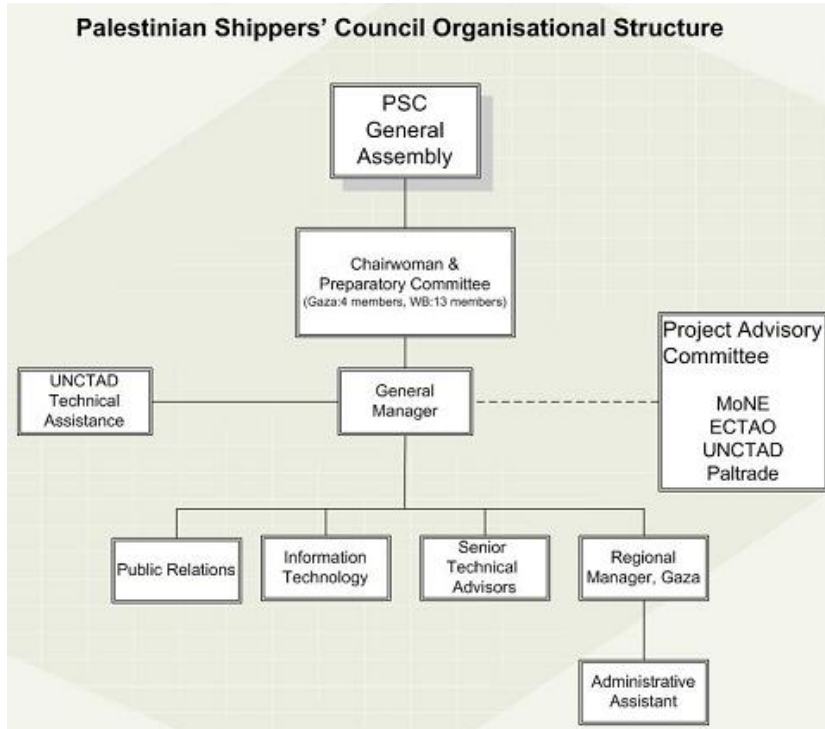 Palestinian Shippers' Council Organisational Structure
PSC
General
Assembly
Chairwoman &
Preparatory Committee
(Gaza:4 members, WB:13 members)
Project Advisory
Committee
MoNE
ECTAO
UNCTAD
Paltrade
UNCTAD
Technical
Assistance
General
Manager
Public Relations
Information
Technology
Senior
Technical
Advisors
Regional
Manager, Gaza
Administrative
Assistant